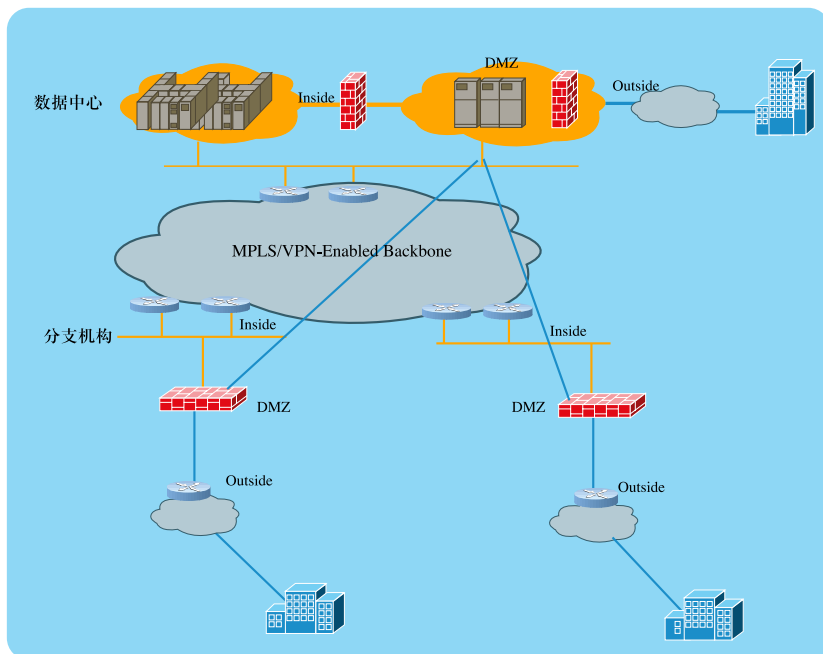 DMZ
数据中心
Inside
Outside
MPLS/VPN-Enabled Backbone
分支机构
Inside
Inside
DMZ
DMZ
Outside
Outside